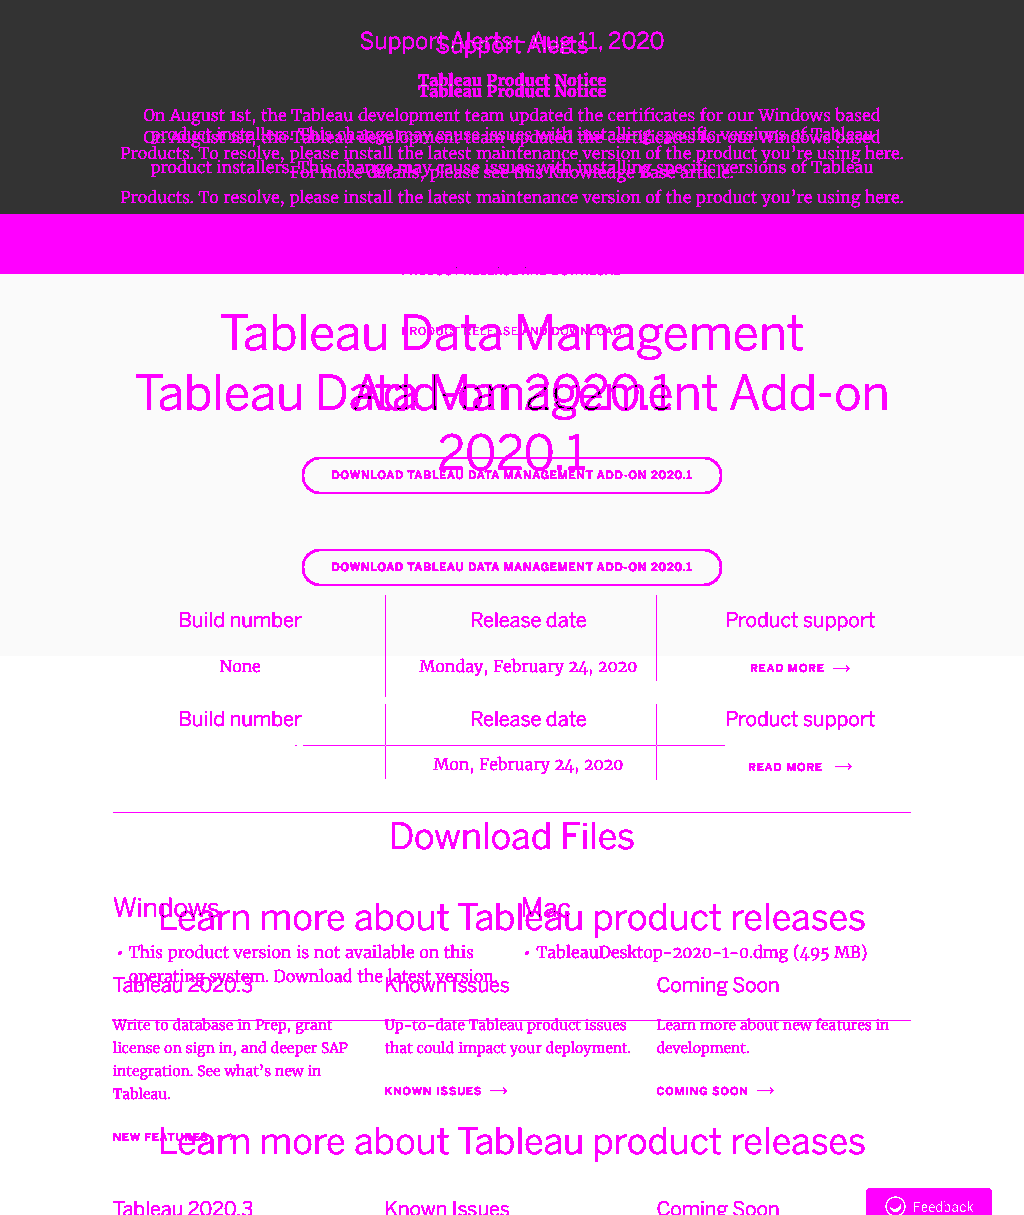 Support Alerts - Aug 11, 2020
Support Alerts
Tableau Product Notice
Tableau Product Notice
On August 1st, the Tableau development team updated the certificates for our Windows based
product installers. This change may cause issues with installing specific versions of Tableau
On August 1st, the Tableau development team updated the certificates for our Windows based
Products. To resolve, please install the latest maintenance version of the product you're using here.
product installers. This change may cause issues with installing specific versions of Tableau
For more details, please see this Knowledge Base article.
Products. To resolve, please install the latest maintenance version of the product you're using here.
PRODUCT RELEASE AND DOWNLOAD
PRODUCT RELEASE AND DOWNLOAD
Tableau Data Management
Add-on 2020.1
Tableau Data Management Add-on
2020.1
DOWNLOAD TABLEAU DATA MANAGEMENT ADD-ON 2020.1
DOWNLOAD TABLEAU DATA MANAGEMENT ADD-ON 2020.1
Build number Release date Product support
None Monday, February 24, 2020 READ MORE →
Build number Release date Product support
Mon, February 24, 2020 READ MORE →
Download Files
Windows Mac
Learn more about Tableau product releases
• This product version is not available on this • TableauDesktop-2020-1-0.dmg (495 MB)
operating system. Download the latest version.
Tableau 2020.3 Known Issues Coming Soon
Write to database in Prep, grant Up-to-date Tableau product issues Learn more about new features in
license on sign in, and deeper SAP that could impact your deployment. development.
integration. See what's new in
Tableau.
KNOWN ISSUES → COMING SOON →
NEW FEATURES →
Learn more about Tableau product releases
Tableau 2020.3 Known Issues Coming Soon
Feedback